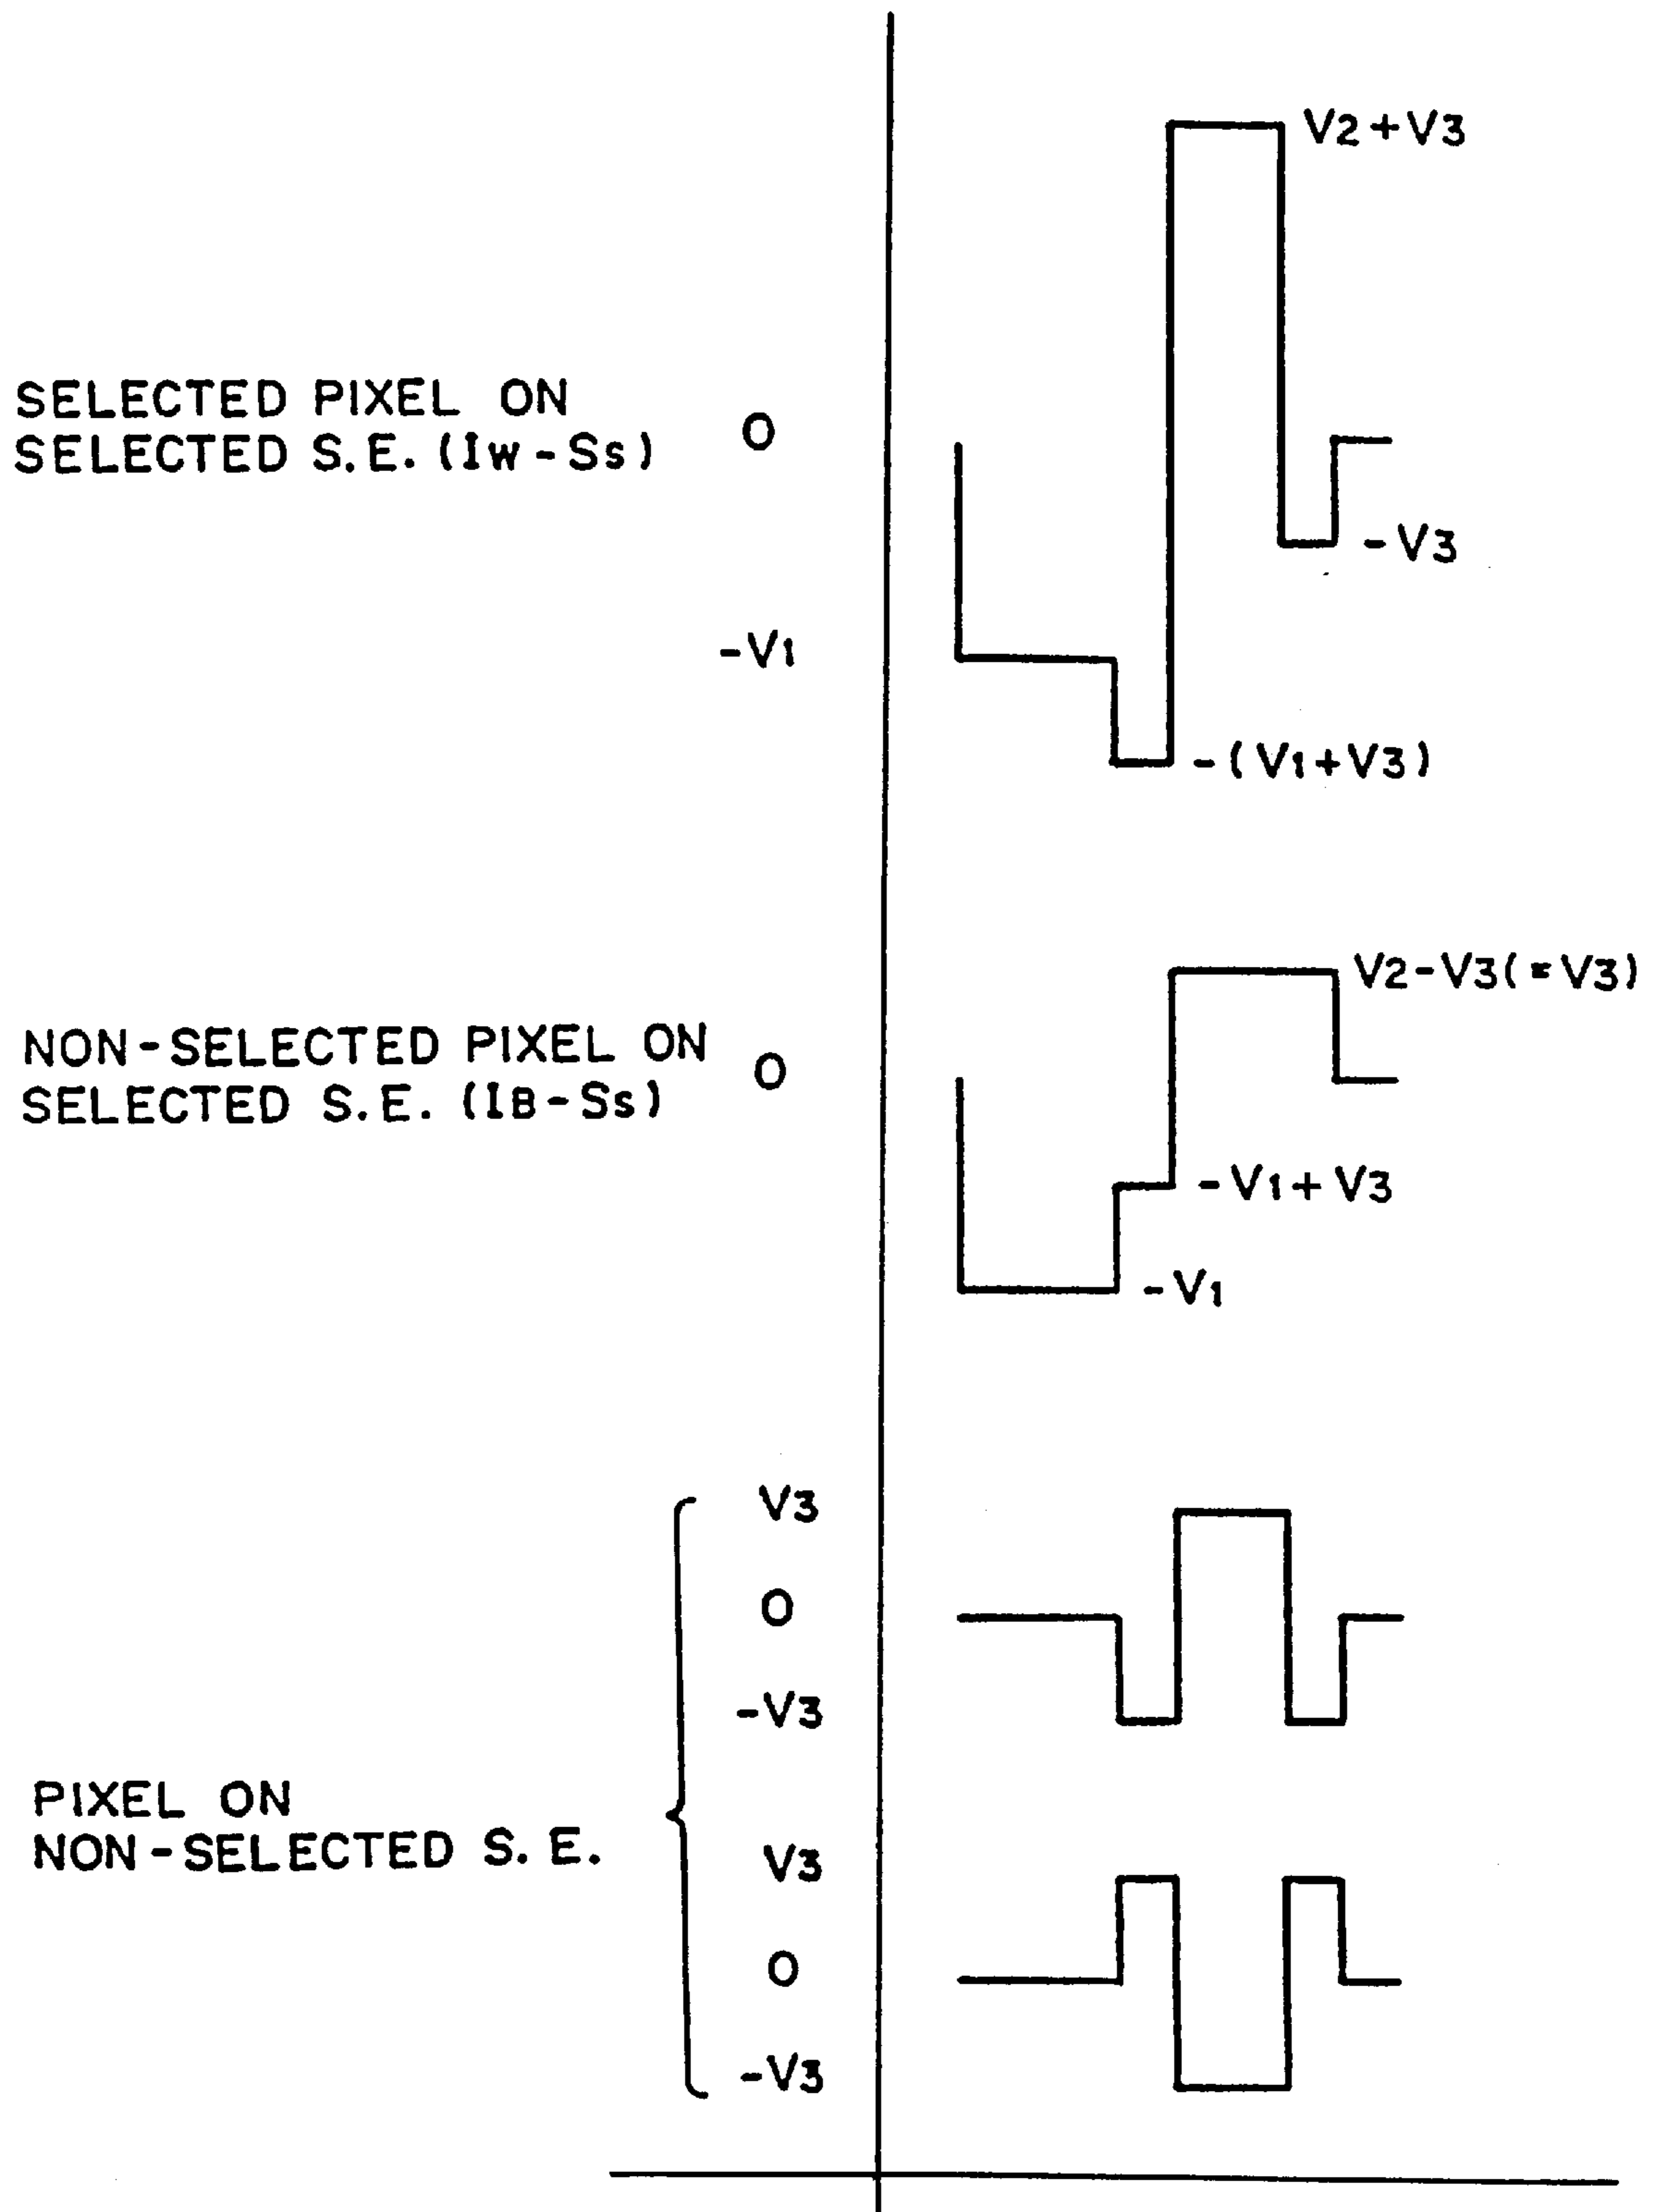 V2+V3
SELECTED PIXEL ON
SELECTED S.E. (IW-SS)
0
-V3
-V1
-(V1+V3)
V2-V3(=V3)
NON-SELECTED PIXEL ON
SELECTED S.E. (IB-SS)
0
-V1+V3
-V1
V3
0
-V3
PIXEL ON
NON-SELECTED S.E.
V3
0
-V3